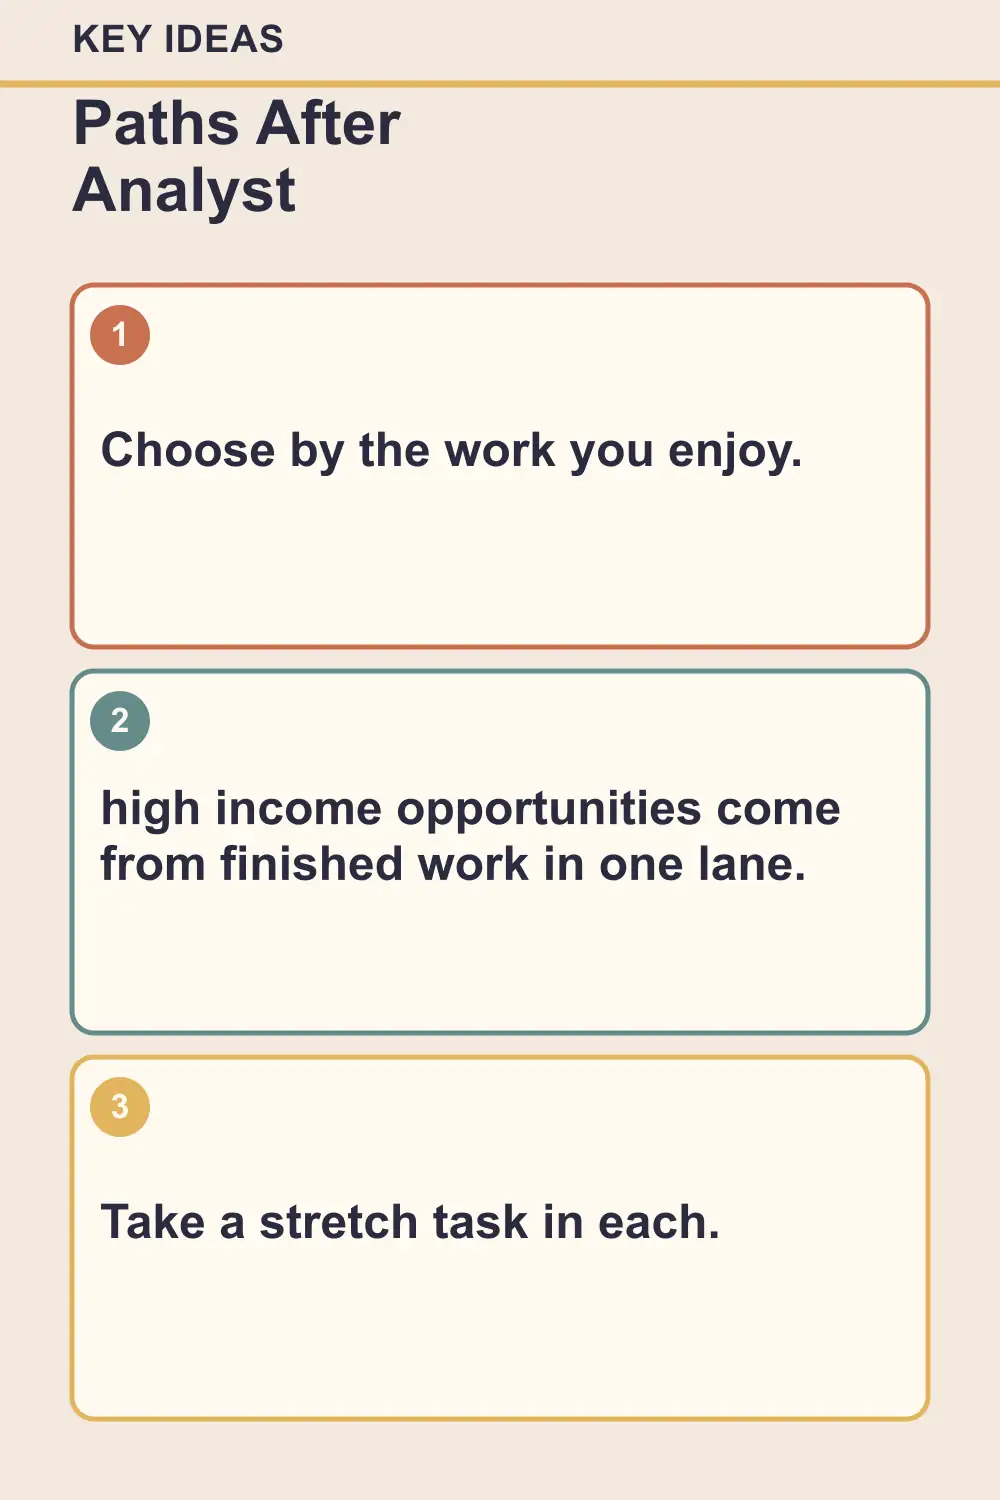 KEY IDEAS
Paths After
Analyst
1
Choose by the work you enjoy.
2
high income opportunities come
from finished work in one lane.
3
Take a stretch task in each.